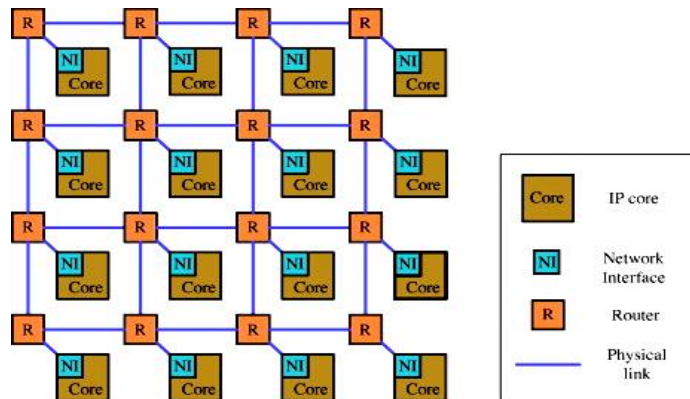 R R R R
NI NI NI NI
Core Core Core Core
R R R R
NI NI NI NI
Core Core Core Core
R R R R
NI NI NI NI
Core Core Core Core
R R R R
NI NI NI NI
Core Core Core Core
Core IP core
NI Network
Interface
R Router
Physical
link